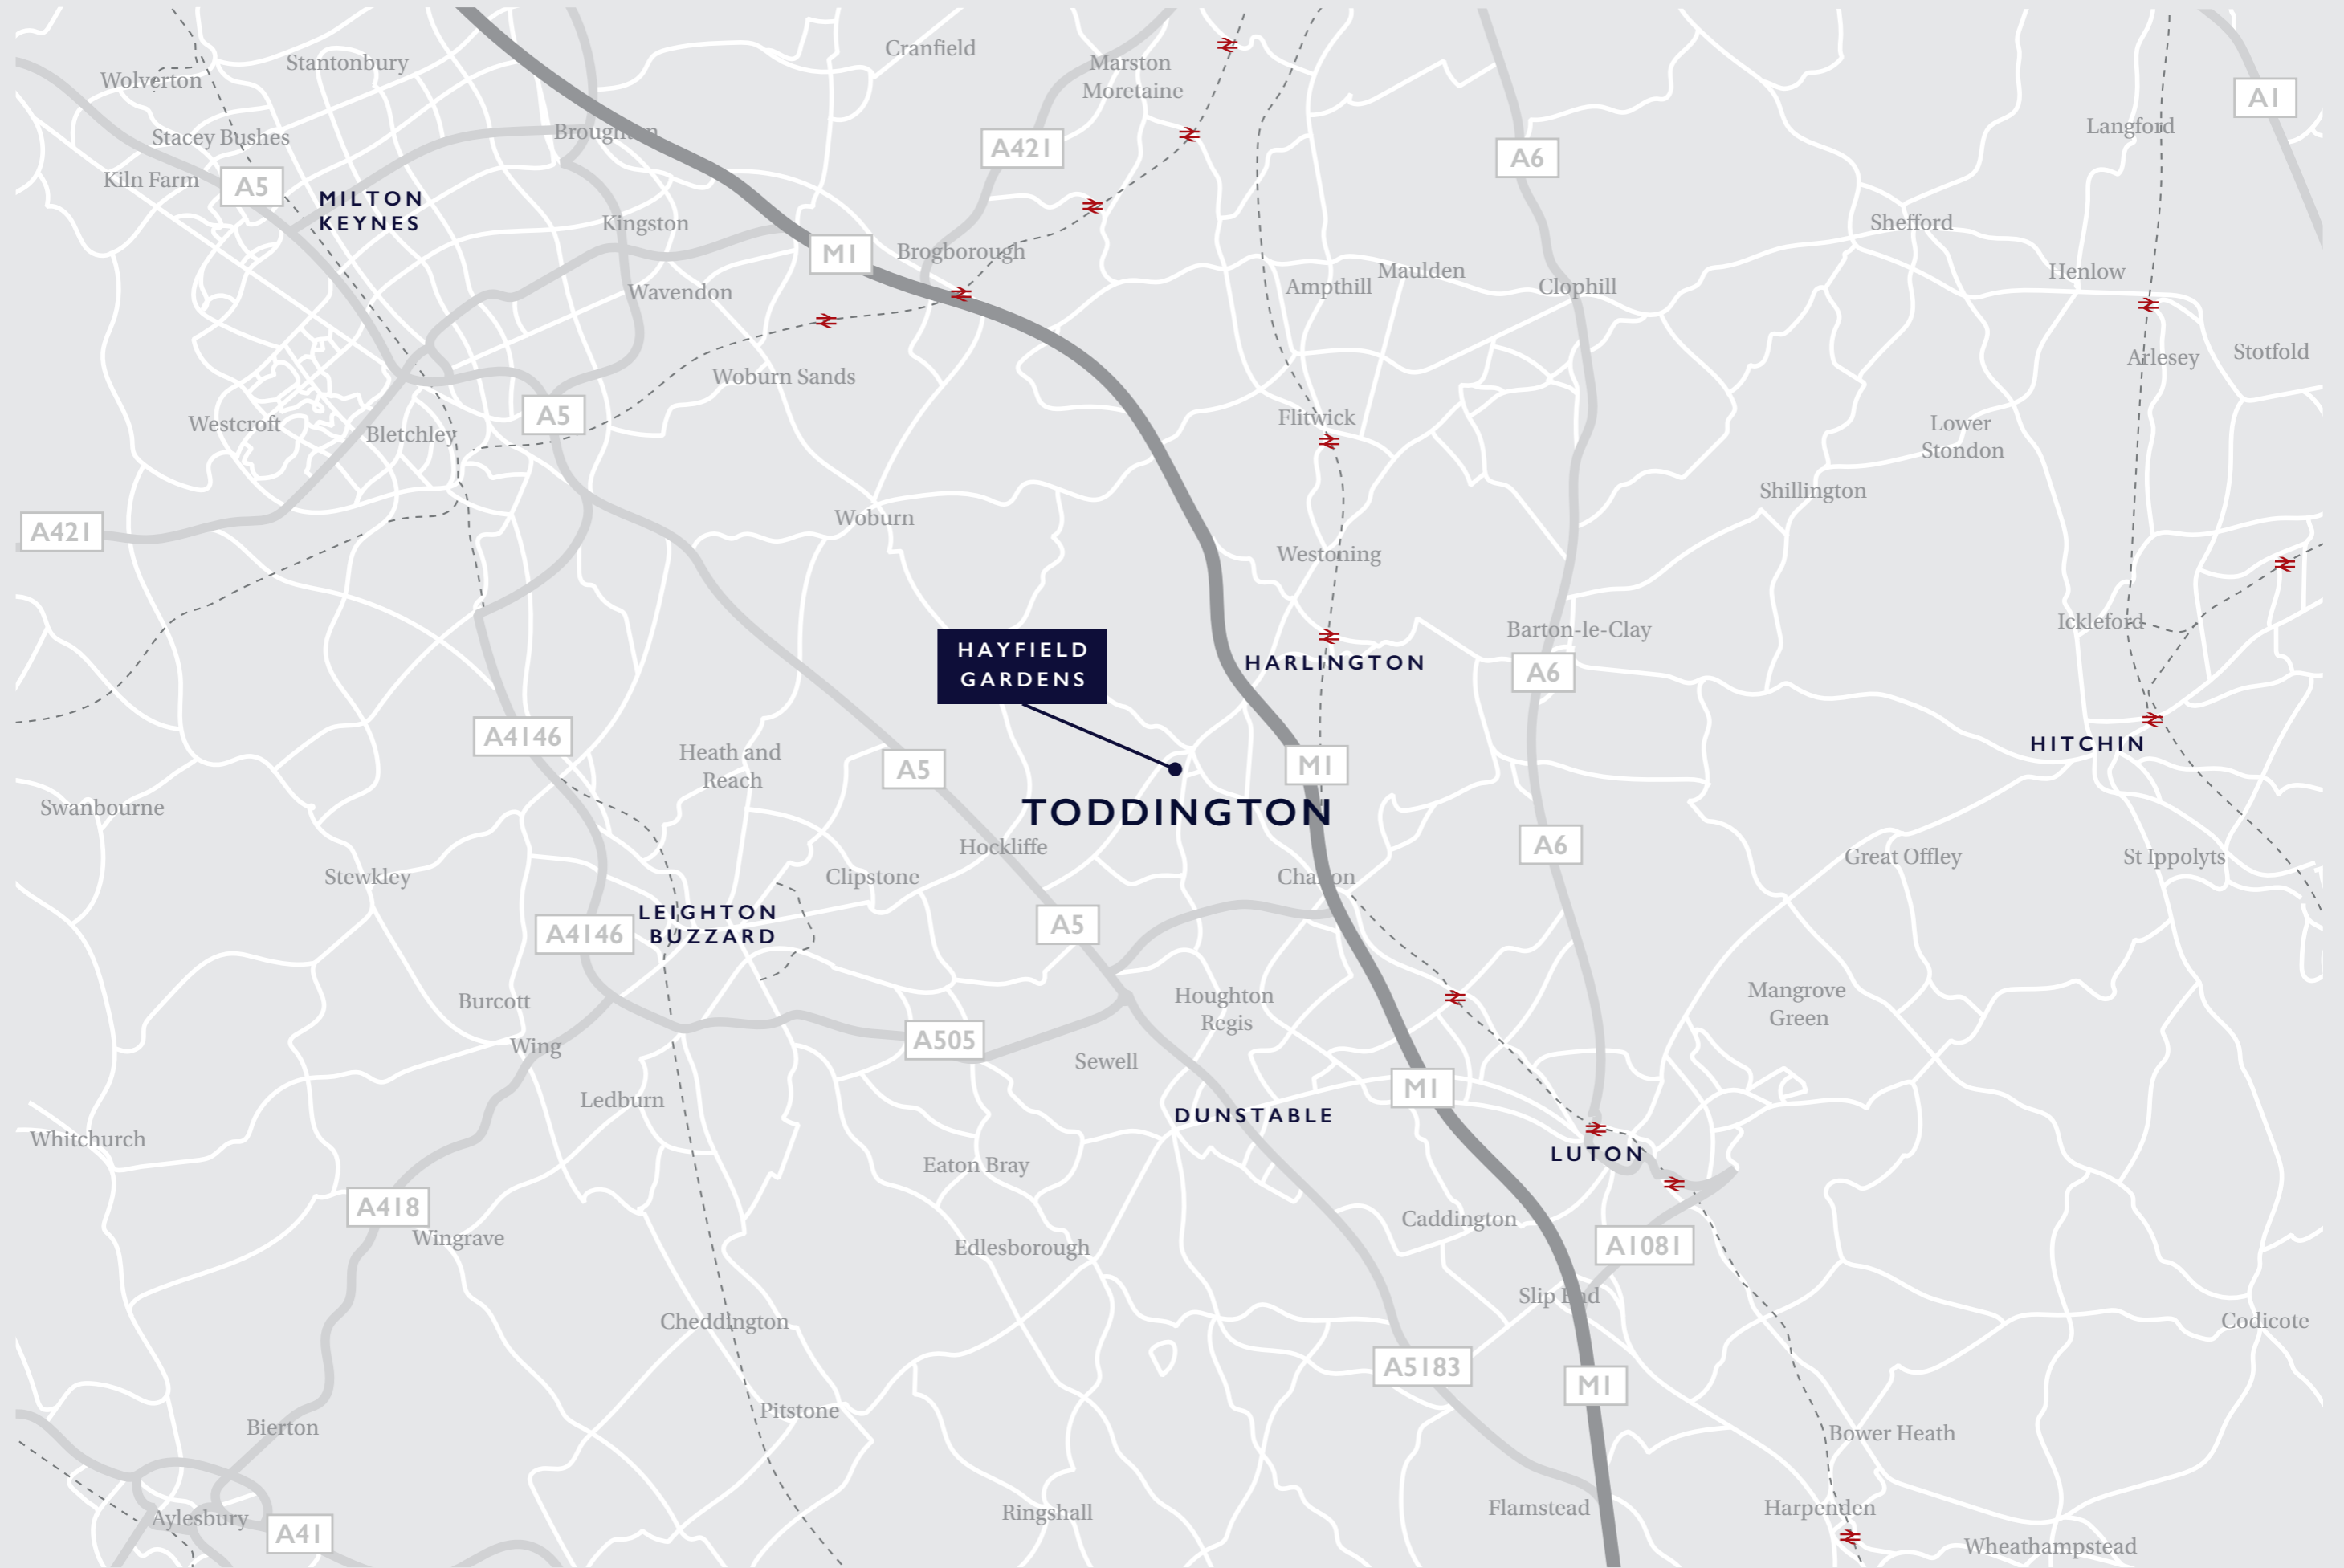 Cranfield
Stantonbury
Marston
Moretaine
Wolverton
A1
Langford
Stacey Bushes
Brougham
A421
A6
Kiln Farm
A5
MILTON
KEYNES
Kingston
Shefford
M1
Brogborough
Maulden
Henlow
Ampthill
Clophill
Wavendon
Arlesey
Stotfold
Woburn Sands
Westcroft
Bletchley
A5
Flitwick
Lower
Stondon
Shillington
A421
Woburn
Westoning
Ickleford
Barton-le-Clay
HAYFIELD
GARDENS
HARLINGTON
A6
A4146
HITCHIN
Heath and
Reach
A5
M1
Swanbourne
TODDINGTON
Hockliffe
A6
Great Offley
St Ippolyts
Stewkley
Clipstone
LEIGHTON
BUZZARD
A4146
A5
Burcott
Houghton
Regis
Mangrove
Green
Wing
A505
Sewell
M1
Ledburn
DUNSTABLE
Whitchurch
LUTON
Eaton Bray
A418
Wingrave
Caddington
Edlesborough
A1081
Slip End
Cheddington
Codicote
A5183
M1
Pitstone
Bierton
Bower Heath
Aylesbury
A41
Ringshall
Flamstead
Harpenden
Wheathampstead